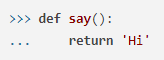 >>> def say():
...     return 'Hi'